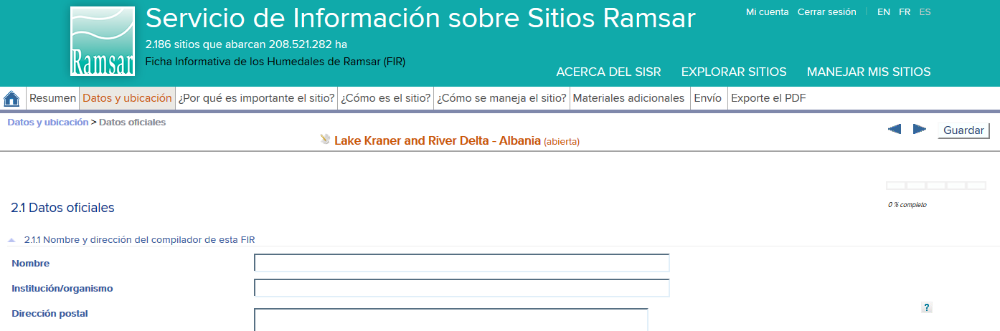 Servicio de Información sobre Sitios Ramsar
Mi cuenta Cerrar sesión | EN FR ES
Ramsar
2.186 sitios que abarcan 208.521.282 ha
Ficha Informativa de los Humedales de Ramsar (FIR)
ACERCA DEL SISR EXPLORAR SITIOS MANEJAR MIS SITIOS
Resumen Datos y ubicación ¿Por qué es importante el sitio? ¿Cómo es el sitio? ¿Cómo se maneja el sitio? Materiales adicionales Envío Exporte el PDF
Datos y ubicación > Datos oficiales
Guardar
Lake Kraner and River Delta - Albania (abierta)
0 % completo
2.1 Datos oficiales
2.1.1 Nombre y dirección del compilador de esta FIR
Nombre
Institución/organismo
Dirección postal
?